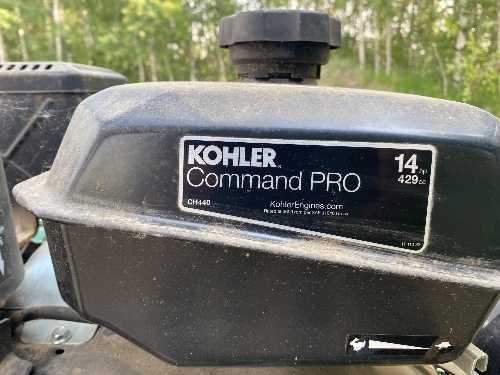 KOHLER
Command PRO
14 hp
429 cc
CH440
KohlerEngines.com